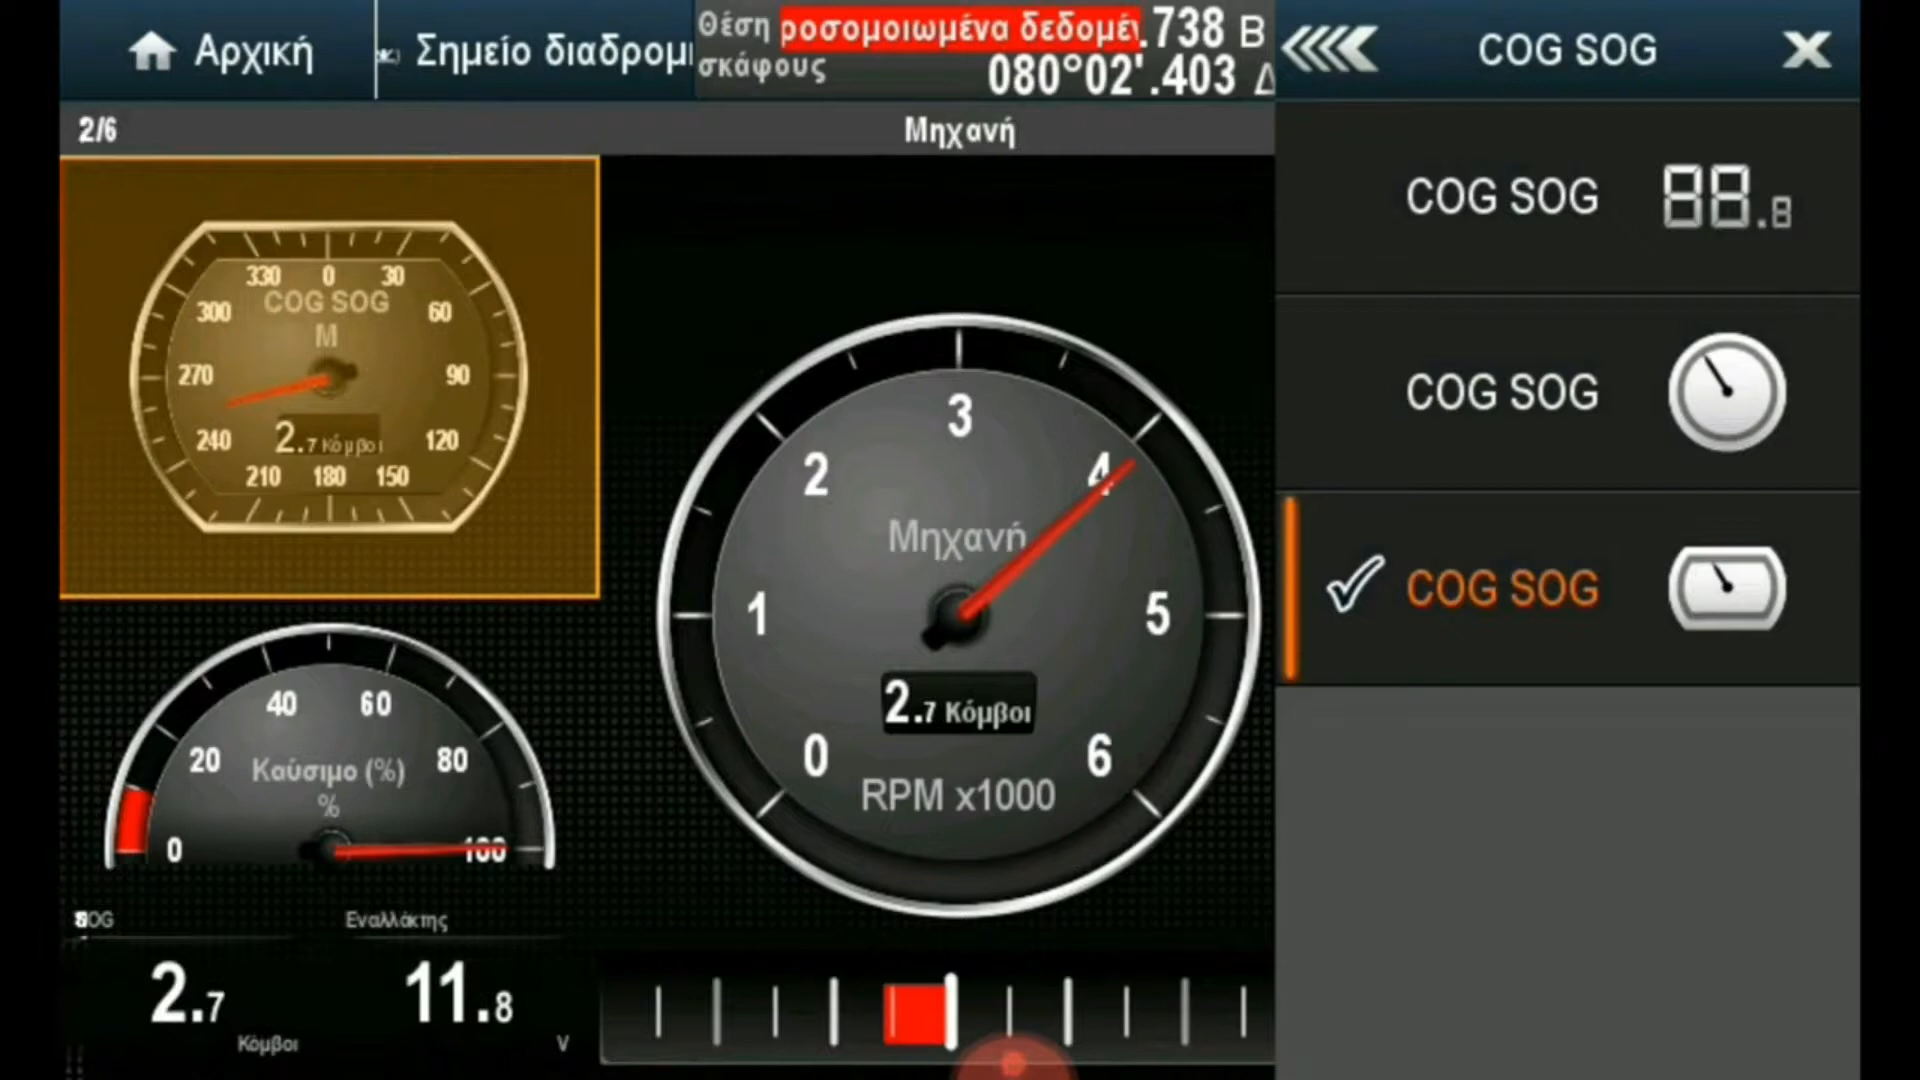 Αρχική
Σημείο διαδρομι
Θέση
σκάφους
ροσομοιωμένα δεδομέν
.738 Β
080°02'.403 Δ
COG SOG
2/6
Μηχανή
330 0 30
300 60
270 90
240 120
210 180 150
COG SOG
M
2.7 Κόμβοι
0 20 40 60 80 100
Καύσιμο (%)
%
0 1 2 3 4 5 6
Μηχανή
2.7 Κόμβοι
RPM x1000
Εναλλάκτης
2.7
Κόμβοι
11.8
V
COG SOG 88.8
COG SOG
COG SOG